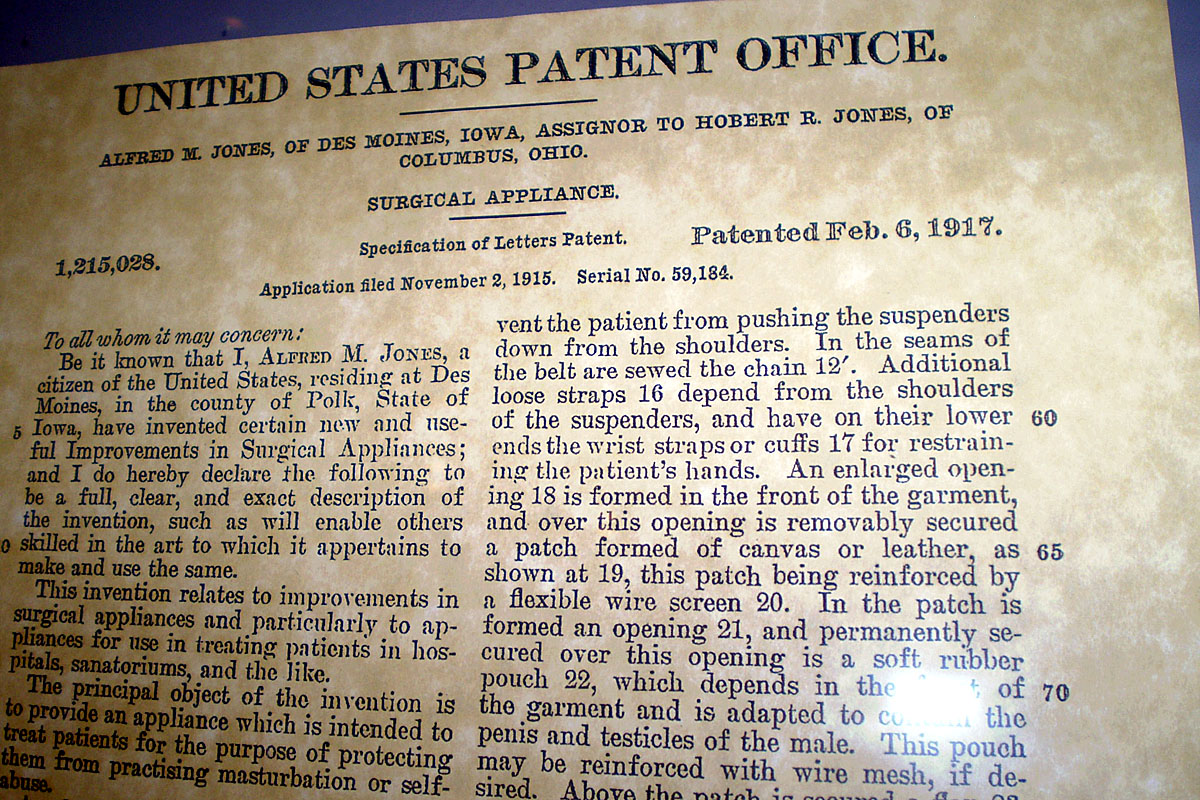 UNITED STATES PATENT OFFICE.
ALFRED M. JONES, OF DES MOINES, IOWA, ASSIGNOR TO HOBERT R. JONES, OF
COLUMBUS, OHIO.
SURGICAL APPLIANCE.
1,215,028.
Specification of Letters Patent.
Patented Feb. 6, 1917.
Application filed November 2, 1915. Serial No. 59,184.
To all whom it may concern:
Be it known that I, ALFRED M. JONES, a
citizen of the United States, residing at Des
Moines, in the county of Polk, State of
5 Iowa, have invented certain new and use-
ful Improvements in Surgical Appliances;
and I do hereby declare the following to
be a full, clear, and exact description of
the invention, such as will enable others
0 skilled in the art to which it appertains to
make and use the same.
This invention relates to improvements in
surgical appliances and particularly to ap-
pliances for use in treating patients in hos-
pitals, sanatoriums, and the like.
The principal object of the invention is
to provide an appliance which is intended to
treat patients for the purpose of protecting
them from practising masturbation or self-
abuse.
vent the patient from pushing the suspenders
down from the shoulders. In the seams of
the belt are sewed the chain 12′. Additional
loose straps 16 depend from the shoulders
of the suspenders, and have on their lower 60
ends the wrist straps or cuffs 17 for restrain-
ing the patient's hands. An enlarged open-
ing 18 is formed in the front of the garment,
and over this opening is removably secured
a patch formed of canvas or leather, as 65
shown at 19, this patch being reinforced by
a flexible wire screen 20. In the patch is
formed an opening 21, and permanently se-
cured over this opening is a soft rubber
pouch 22, which depends in the of 70
the garment and is adapted to the
penis and testicles of the male. This pouch
may be reinforced with wire mesh, if de-
sired. Above the patch is secured a